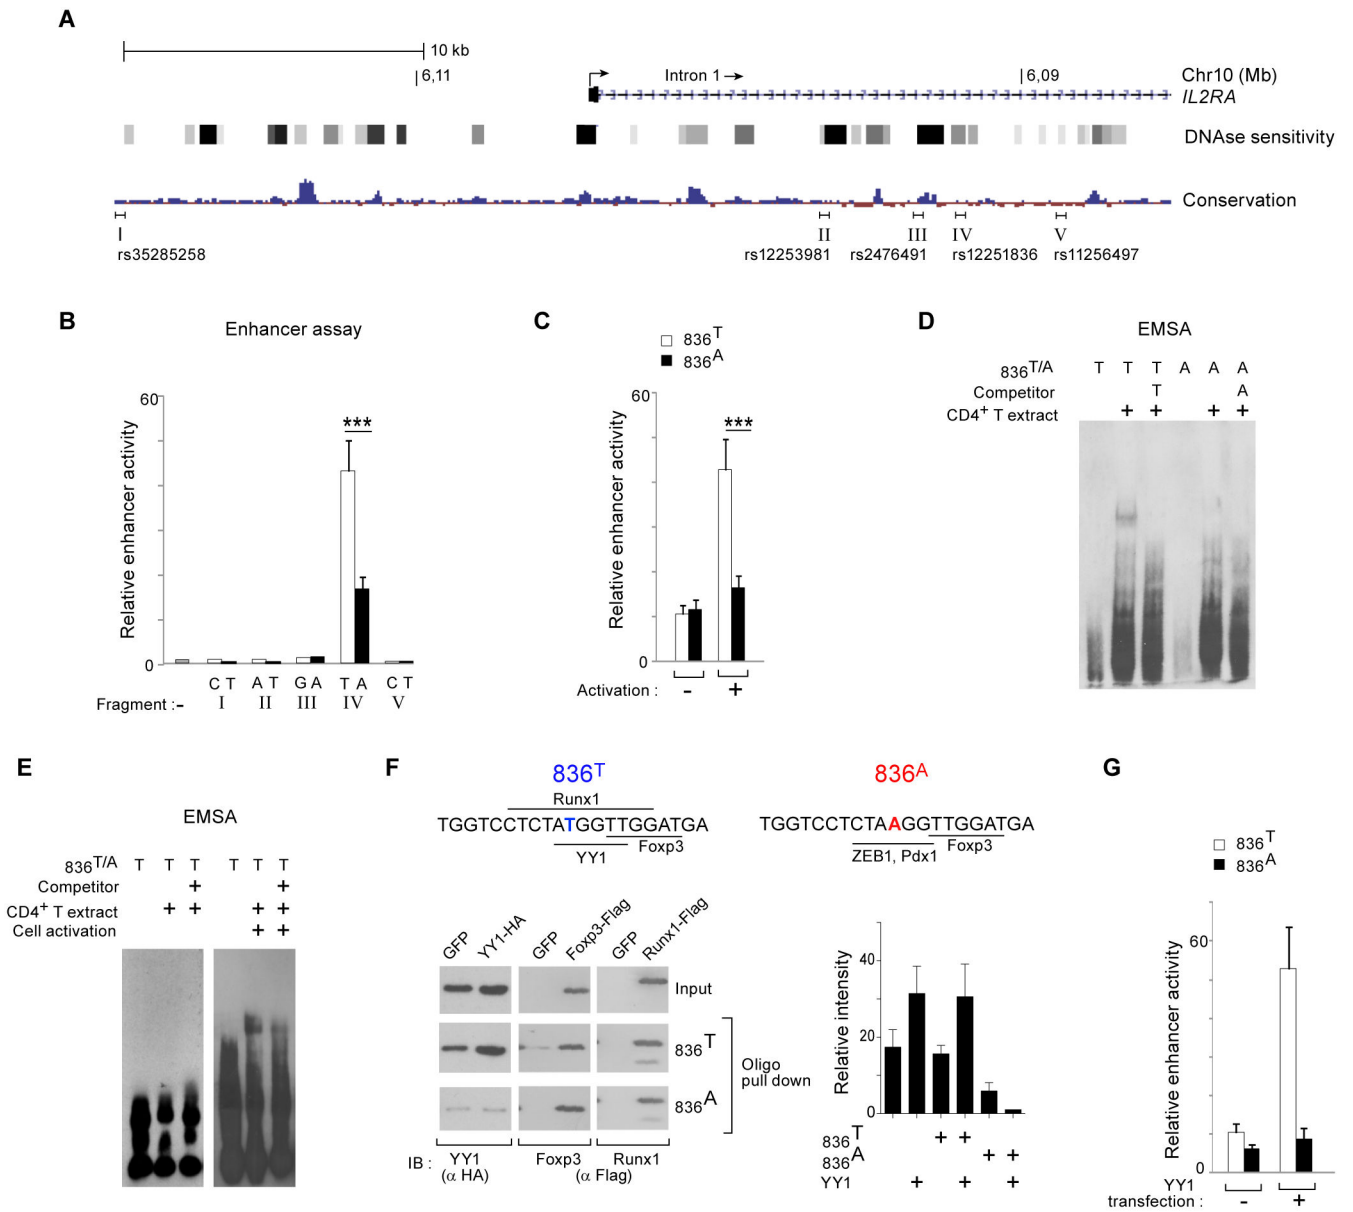 A
10 kb
6,11
Intron 1
6,09
Chr10 (Mb)
IL2RA
DNAse sensitivity
Conservation
I II III IV V
rs35285258 rs12253981 rs2476491 rs12251836 rs11256497
B
Enhancer assay
Relative enhancer activity
60
***
0
C T A T G A T A C T
Fragment :- I II III IV V
C
836T
836A
Relative enhancer activity
60
***
0
Activation : - +
D
EMSA
836T/A T T T A A A
Competitor T A
CD4+ T extract + + + +
E
EMSA
836T/A T T T T T T
Competitor + +
CD4+ T extract + + + +
Cell activation + +
F
836T
Runx1
TGGTCCTCTATGGTTGGATGA
YY1
Foxp3
836A
TGGTCCTCTAAGGTTGGATGA
ZEB1, Pdx1
Foxp3
GFP YY1-HA GFP Foxp3-Flag GFP Runx1-Flag
Input
836T
836A
Oligo
pull down
IB : YY1 Foxp3 Runx1
(α HA) (α Flag)
Relative intensity
40
20
0
836T + +
836A + +
YY1 + + +
G
836T
836A
Relative enhancer activity
60
0
YY1
transfection : - +